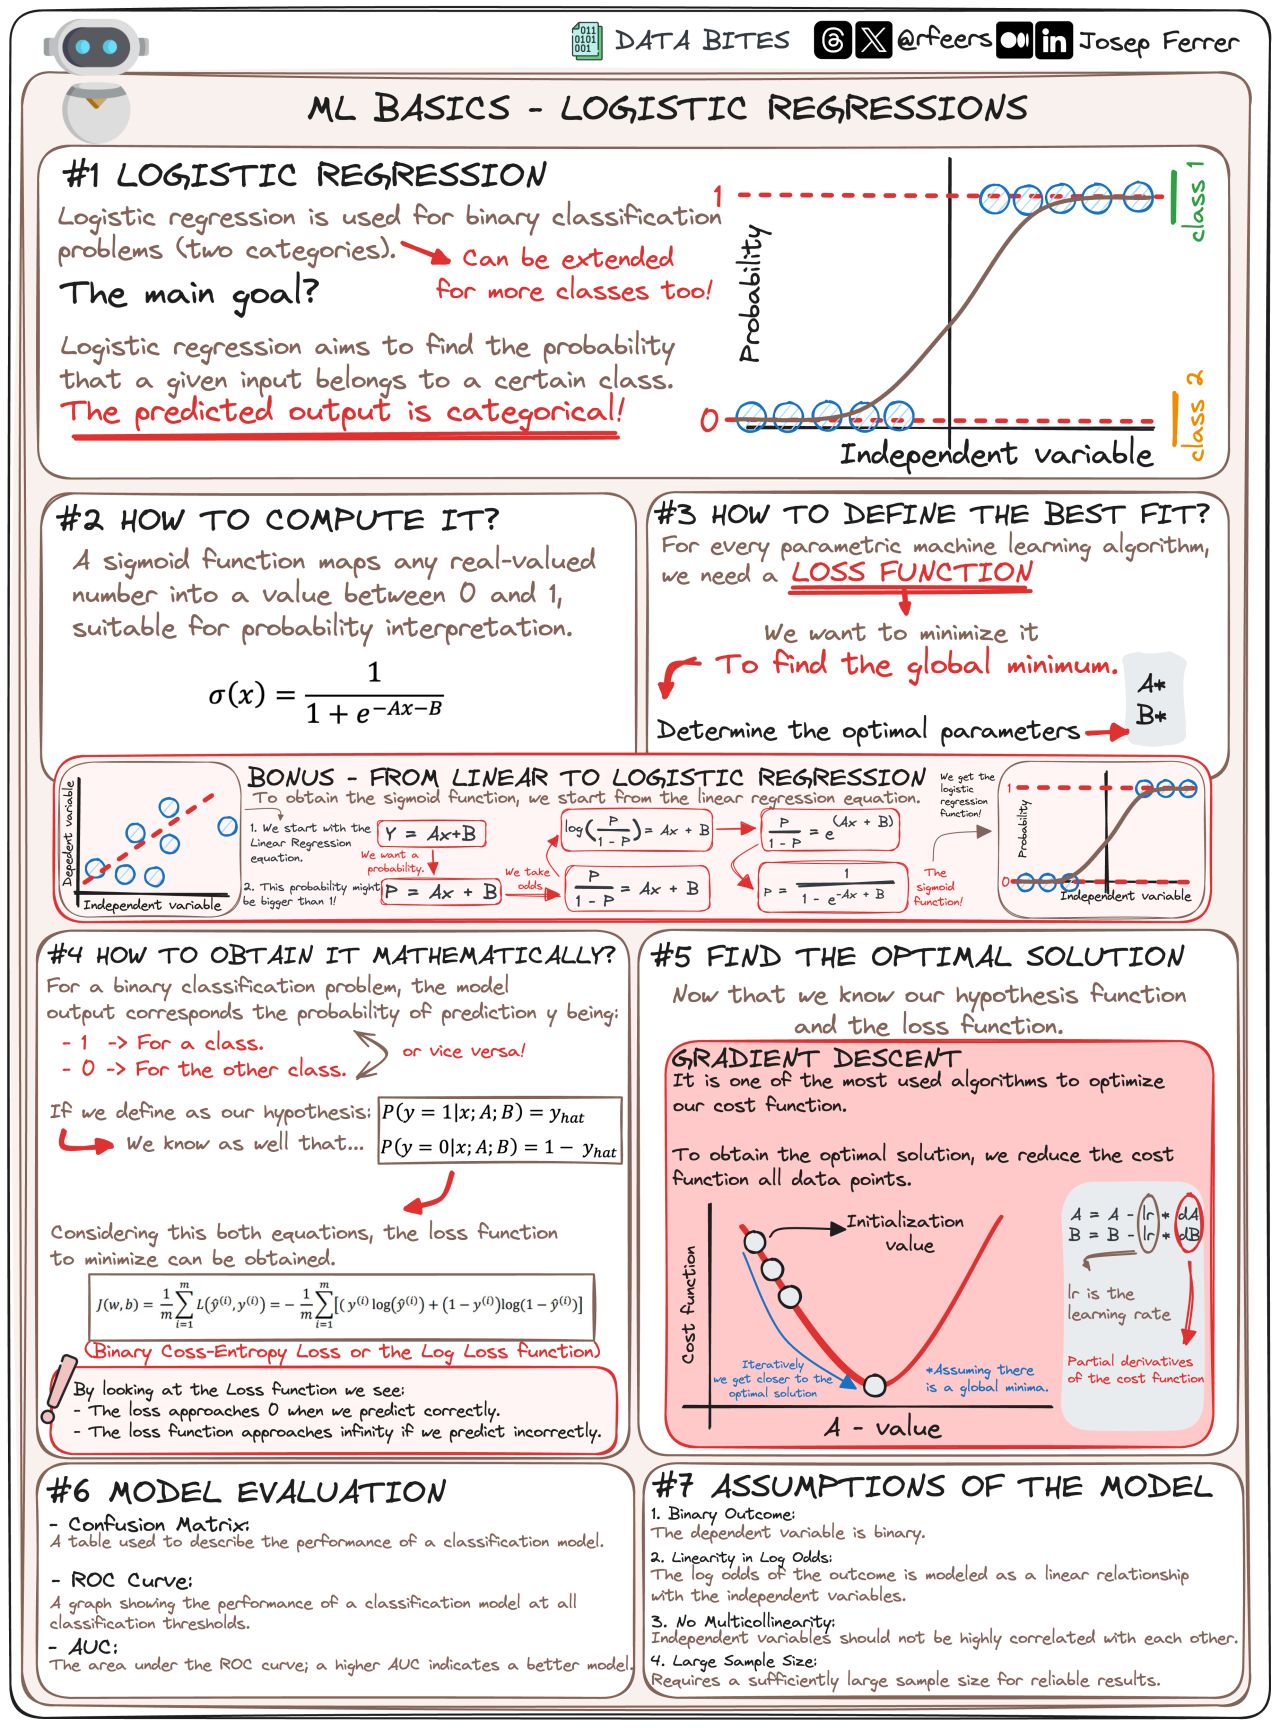 DATA BITES @rfeers Josep Ferrer
ML BASICS - LOGISTIC REGRESSIONS
#1 LOGISTIC REGRESSION
Logistic regression is used for binary classification
problems (two categories).
Can be extended
for more classes too!
The main goal?
Logistic regression aims to find the probability
that a given input belongs to a certain class.
The predicted output is categorical!
1
Probability
0
Independent variable
class 1
class 2
#2 HOW TO COMPUTE IT?
A sigmoid function maps any real-valued
number into a value between 0 and 1,
suitable for probability interpretation.
σ(x) = 1 / (1 + e^(−Ax−B))
#3 HOW TO DEFINE THE BEST FIT?
For every parametric machine learning algorithm,
we need a LOSS FUNCTION
We want to minimize it
To find the global minimum.
Determine the optimal parameters
A*
B*
BONUS - FROM LINEAR TO LOGISTIC REGRESSION
To obtain the sigmoid function, we start from the linear regression equation.
Depedent variable
Independent variable
1. We start with the
Linear Regression
equation.
Y = Ax+B
We want a
probability.
2. This probability might
be bigger than 1!
P = Ax + B
We take
odds
P / (1 - P) = Ax + B
log(P / (1 - P)) = Ax + B
P / (1 - P) = e^(Ax + B)
P = 1 / (1 - e^(-Ax + B))
The
sigmoid
function!
We get the
logistic
regression
function!
1
Probability
0
Independent variable
#4 HOW TO OBTAIN IT MATHEMATICALLY?
For a binary classification problem, the model
output corresponds the probability of prediction y being:
- 1 -> For a class.
- 0 -> For the other class.
or vice versa!
If we define as our hypothesis:
P(y = 1|x; A; B) = y_hat
We know as well that...
P(y = 0|x; A; B) = 1 − y_hat
Considering this both equations, the loss function
to minimize can be obtained.
J(w, b) = 1/m ∑_{i=1}^{m} L(ŷ^(i), y^(i)) = − 1/m ∑_{i=1}^{m} [( y^(i) log(ŷ^(i)) + (1 − y^(i))log(1 − ŷ^(i))]
(Binary Coss-Entropy Loss or the Log Loss function)
By looking at the Loss function we see:
- The loss approaches 0 when we predict correctly.
- The loss function approaches infinity if we predict incorrectly.
#5 FIND THE OPTIMAL SOLUTION
Now that we know our hypothesis function
and the loss function.
GRADIENT DESCENT
It is one of the most used algorithms to optimize
our cost function.
To obtain the optimal solution, we reduce the cost
function all data points.
Cost function
Initialization
value
Iteratively
we get closer to the
optimal solution
*Assuming there
is a global minima.
A - value
A = A - lr * dA
B = B - lr * dB
lr is the
learning rate
Partial derivatives
of the cost function
#6 MODEL EVALUATION
- Confusion Matrix:
A table used to describe the performance of a classification model.
- ROC Curve:
A graph showing the performance of a classification model at all
classification thresholds.
- AUC:
The area under the ROC curve; a higher AUC indicates a better model.
#7 ASSUMPTIONS OF THE MODEL
1. Binary Outcome:
The dependent variable is binary.
2. Linearity in Log Odds:
The log odds of the outcome is modeled as a linear relationship
with the independent variables.
3. No Multicollinearity:
Independent variables should not be highly correlated with each other.
4. Large Sample Size:
Requires a sufficiently large sample size for reliable results.